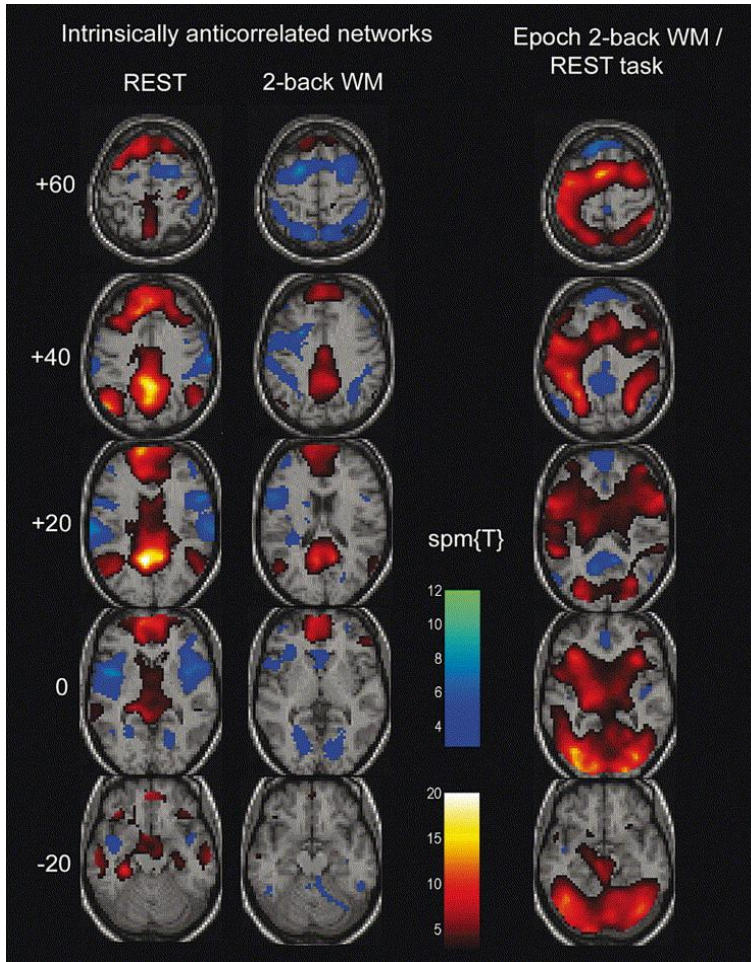 Intrinsically anticorrelated networks
REST
2-back WM
Epoch 2-back WM /
REST task
+60
+40
+20
0
-20
spm{T}
12
10
8
6
4
20
15
10
5